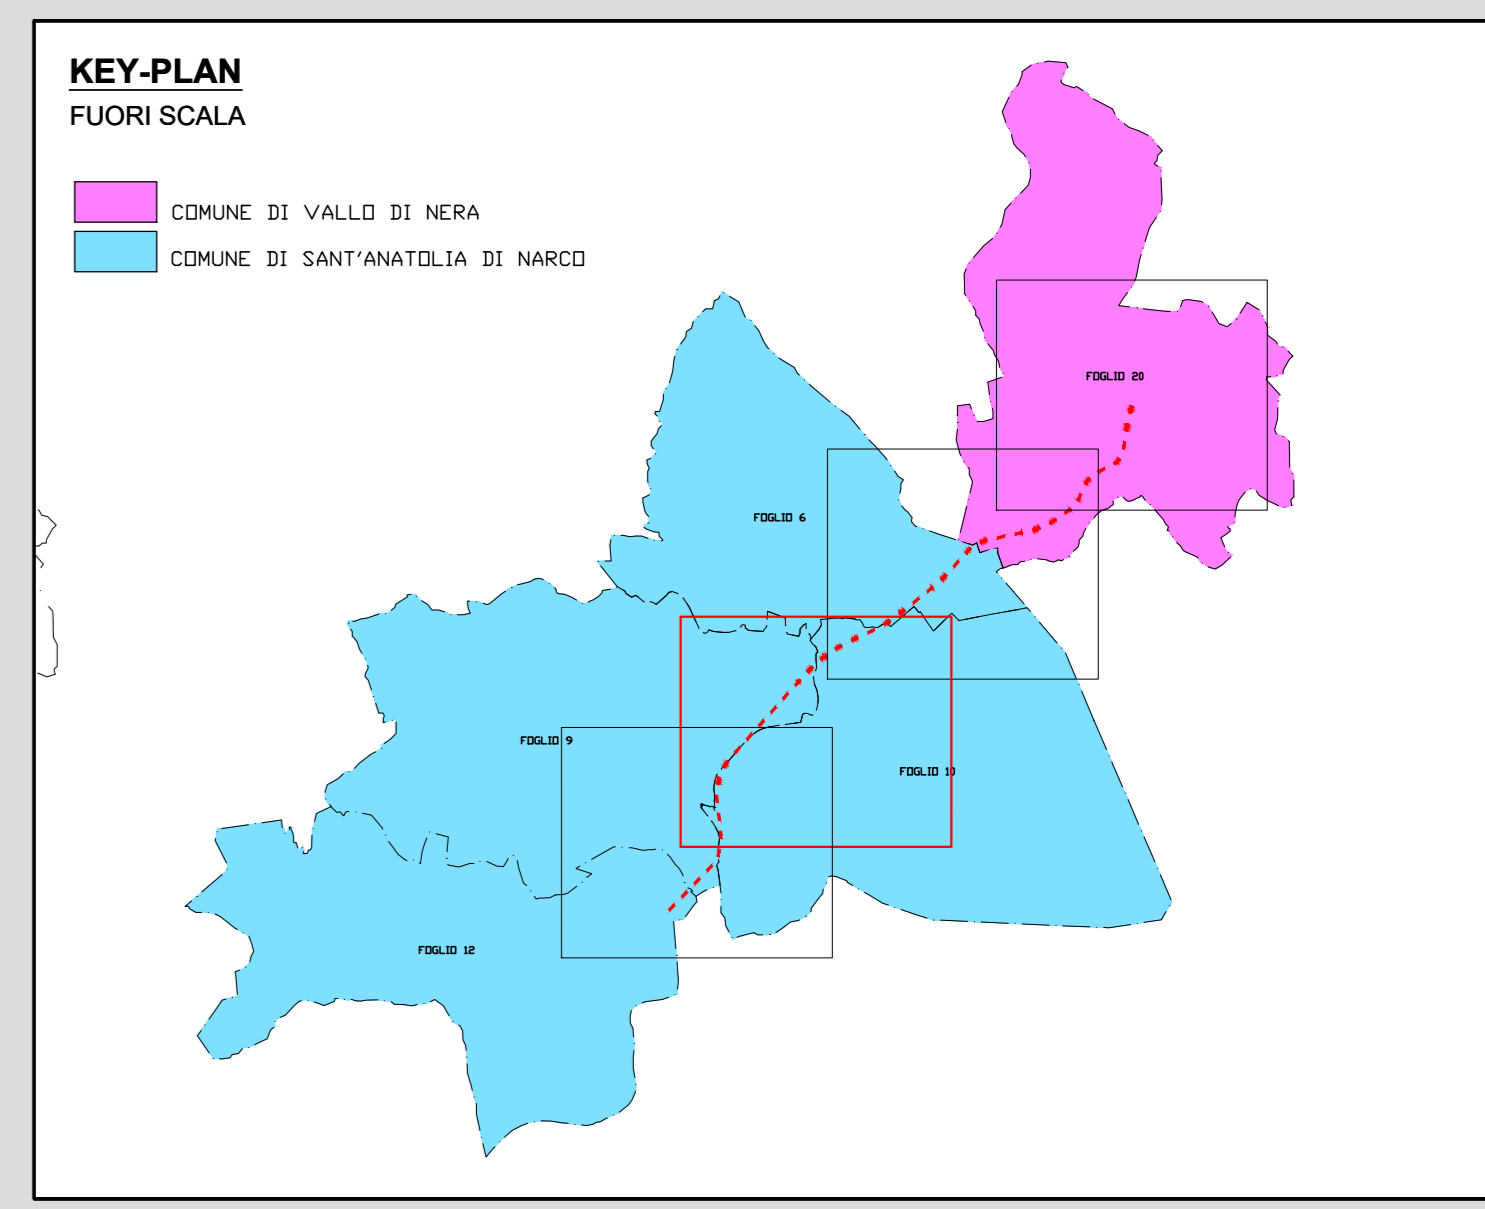 KEY-PLAN
FUORI SCALA
COMUNE DI VALLO DI NERA
COMUNE DI SANT'ANATOLIA DI NARCO
FOGLIO 20
FOGLIO 6
FOGLIO 9
FOGLIO 10
FOGLIO 12